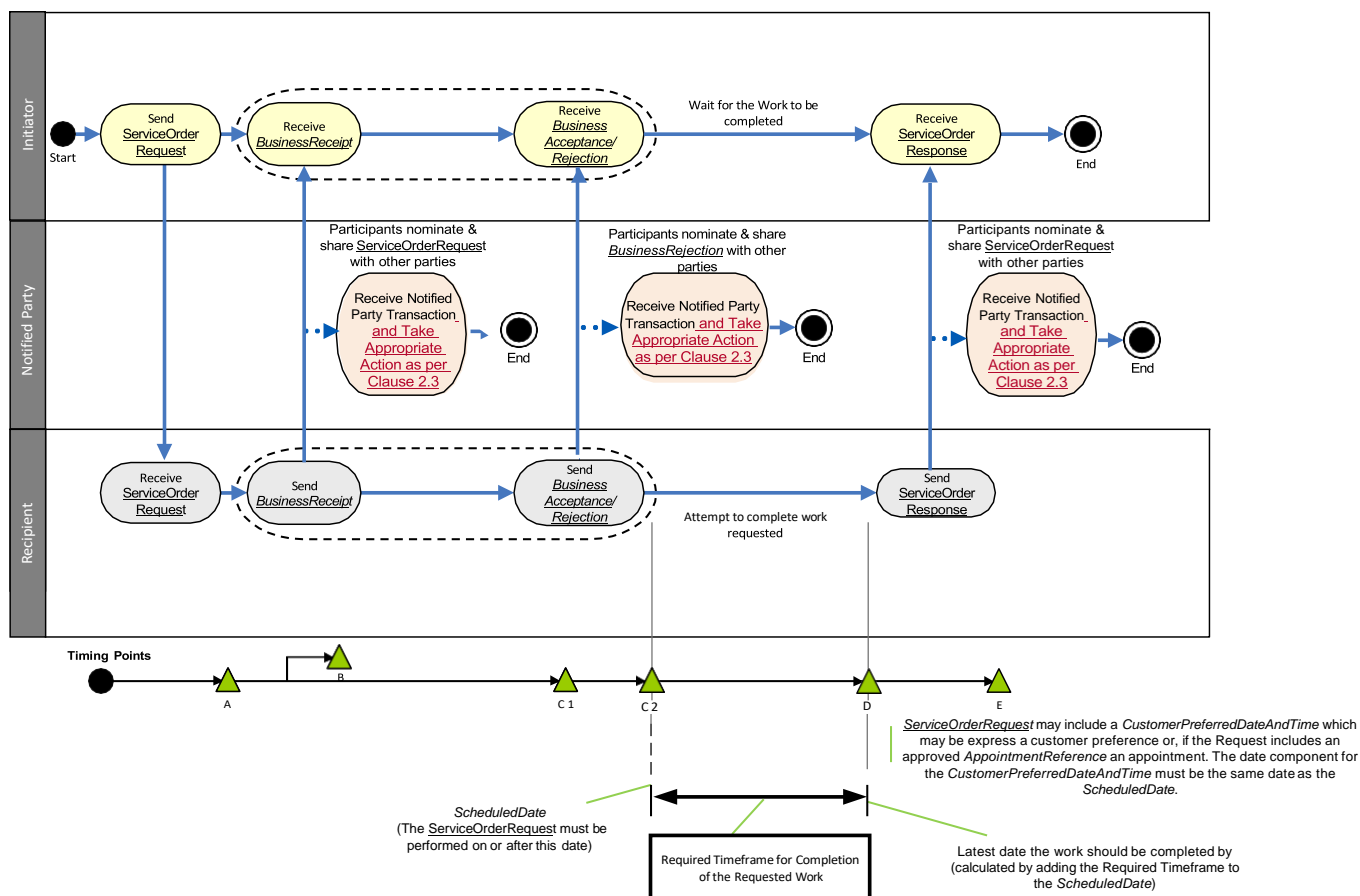 Initiator
Start
Send
ServiceOrder
Request
Receive
BusinessReceipt
Receive
Business
Acceptance/
Rejection
Wait for the Work to be
completed
Receive
ServiceOrder
Response
End
Notified Party
Participants nominate &
share ServiceOrderRequest
with other parties
Receive Notified
Party Transaction
and Take
Appropriate
Action as per
Clause 2.3
End
Participants nominate & share
BusinessRejection with other
parties
Receive Notified Party
Transaction and Take
Appropriate Action
as per Clause 2.3
End
Participants nominate &
share ServiceOrderRequest
with other parties
Receive Notified
Party Transaction
and Take
Appropriate
Action as per
Clause 2.3
End
Recipient
Receive
ServiceOrder
Request
Send
BusinessReceipt
Send
Business
Acceptance/
Rejection
Attempt to complete work
requested
Send
ServiceOrder
Response
Timing Points
A
B
C 1
C 2
D
E
ServiceOrderRequest may include a CustomerPreferredDateAndTime which
may be express a customer preference or, if the Request includes an
approved AppointmentReference an appointment. The date component for
the CustomerPreferredDateAndTime must be the same date as the
ScheduledDate.
ScheduledDate
(The ServiceOrderRequest must be
performed on or after this date)
Required Timeframe for Completion
of the Requested Work
Latest date the work should be completed by
(calculated by adding the Required Timeframe to
the ScheduledDate)